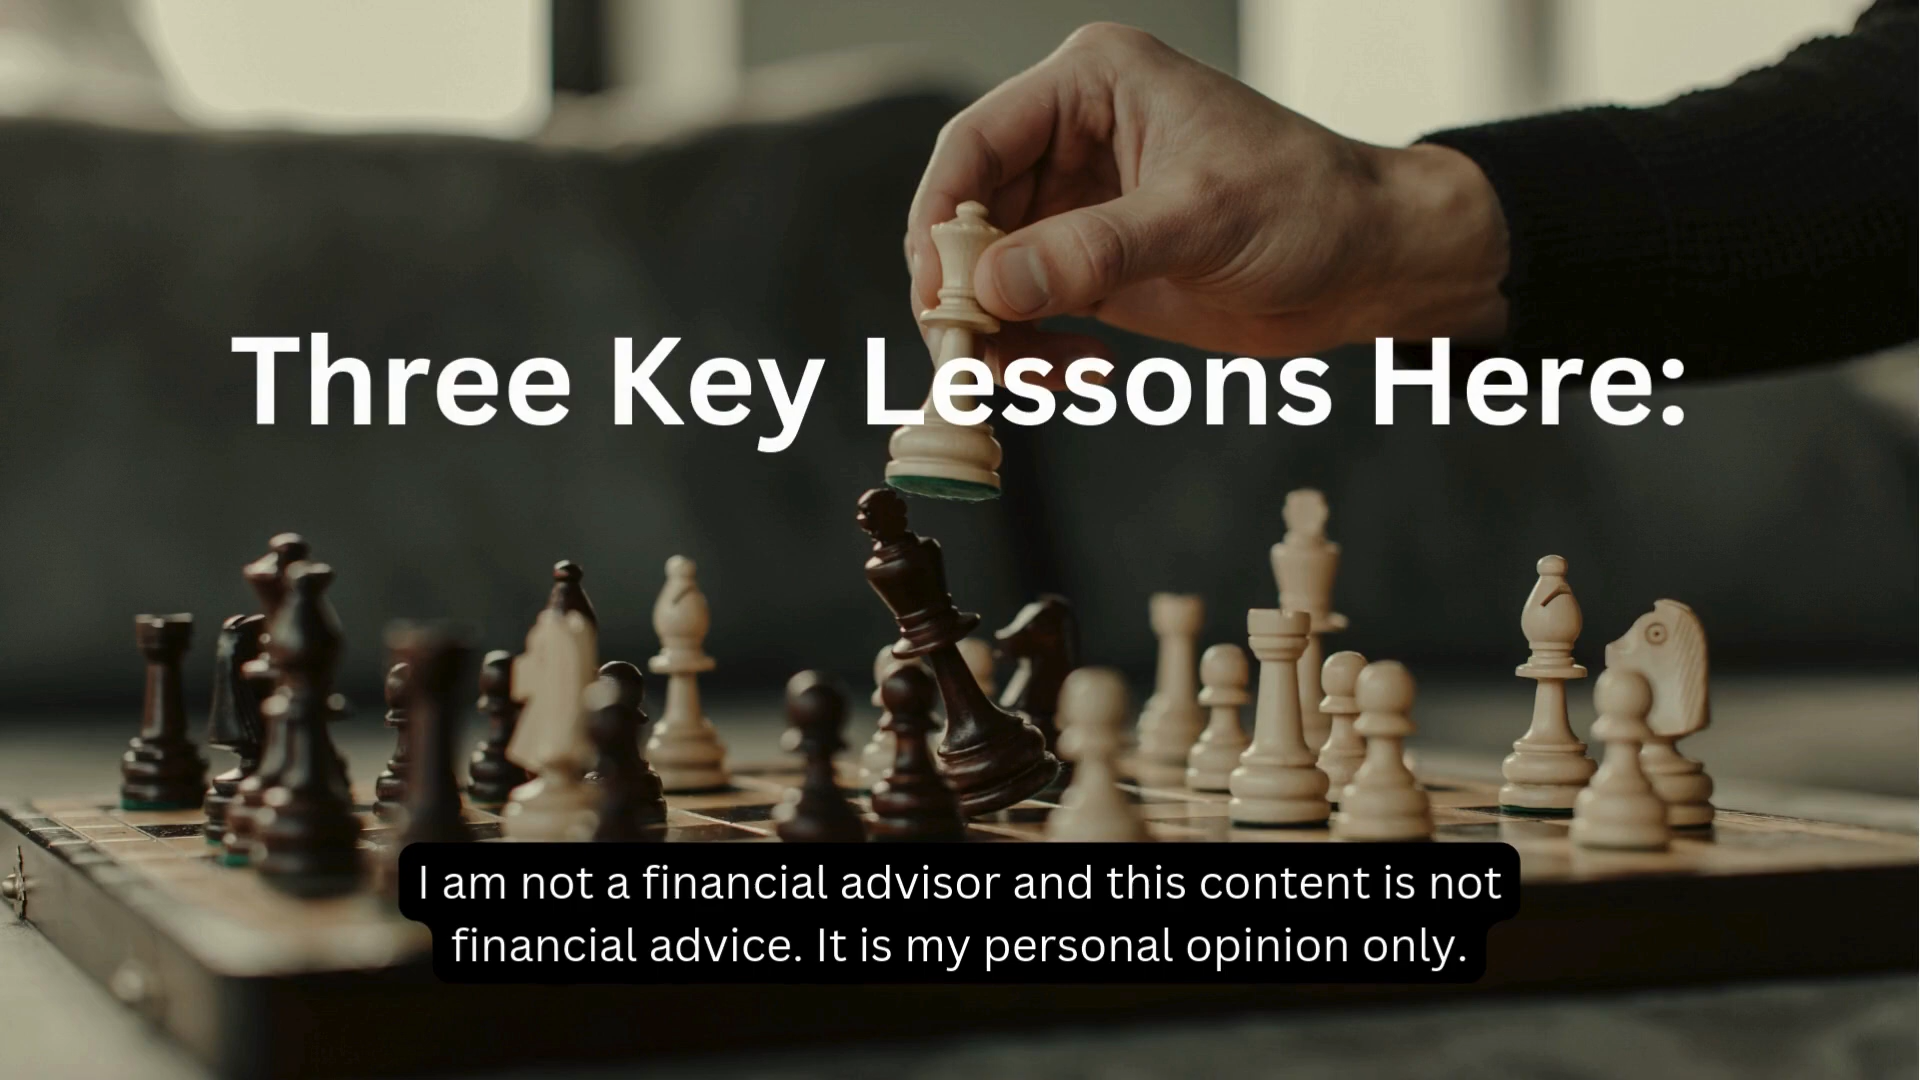 Three Key Lessons Here:
I am not a financial advisor and this content is not
financial advice. It is my personal opinion only.